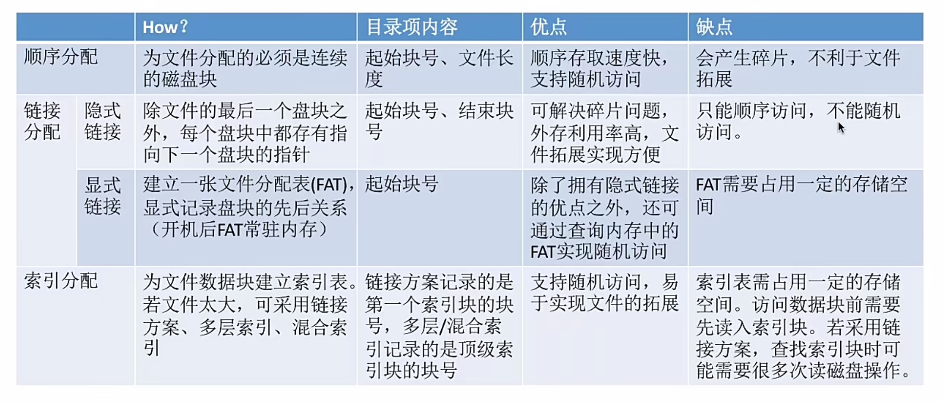 How?
目录项内容
优点
缺点
顺序分配
为文件分配的必须是连续
的磁盘块
起始块号、文件长
度
顺序存取速度快,
支持随机访问
会产生碎片，不利于文件
拓展
链接
分配
隐式
链接
除文件的最后一个盘块之
外，每个盘块中都存有指
向下一个盘块的指针
起始块号、结束块
号
可解决碎片问题，
外存利用率高，文
件拓展实现方便
只能顺序访问，不能随机
访问。
显式
链接
建立一张文件分配表(FAT)，
显式记录盘块的先后关系
（开机后FAT常驻内存）
起始块号
除了拥有隐式链接
的优点之外，还可
通过查询内存中的
FAT实现随机访问
FAT需要占用一定的存储空
间
索引分配
为文件数据块建立索引表。
若文件太大，可采用链接
方案、多层索引、混合索
引
链接方案记录的是
第一个索引块的块
号，多层/混合索
引记录的是顶级索
引块的块号
支持随机访问，易
于实现文件的拓展
索引表需占用一定的存储
空间。访问数据块前需要
先读入索引块。若采用链
接方案，查找索引块时可
能需要很多次读磁盘操作。